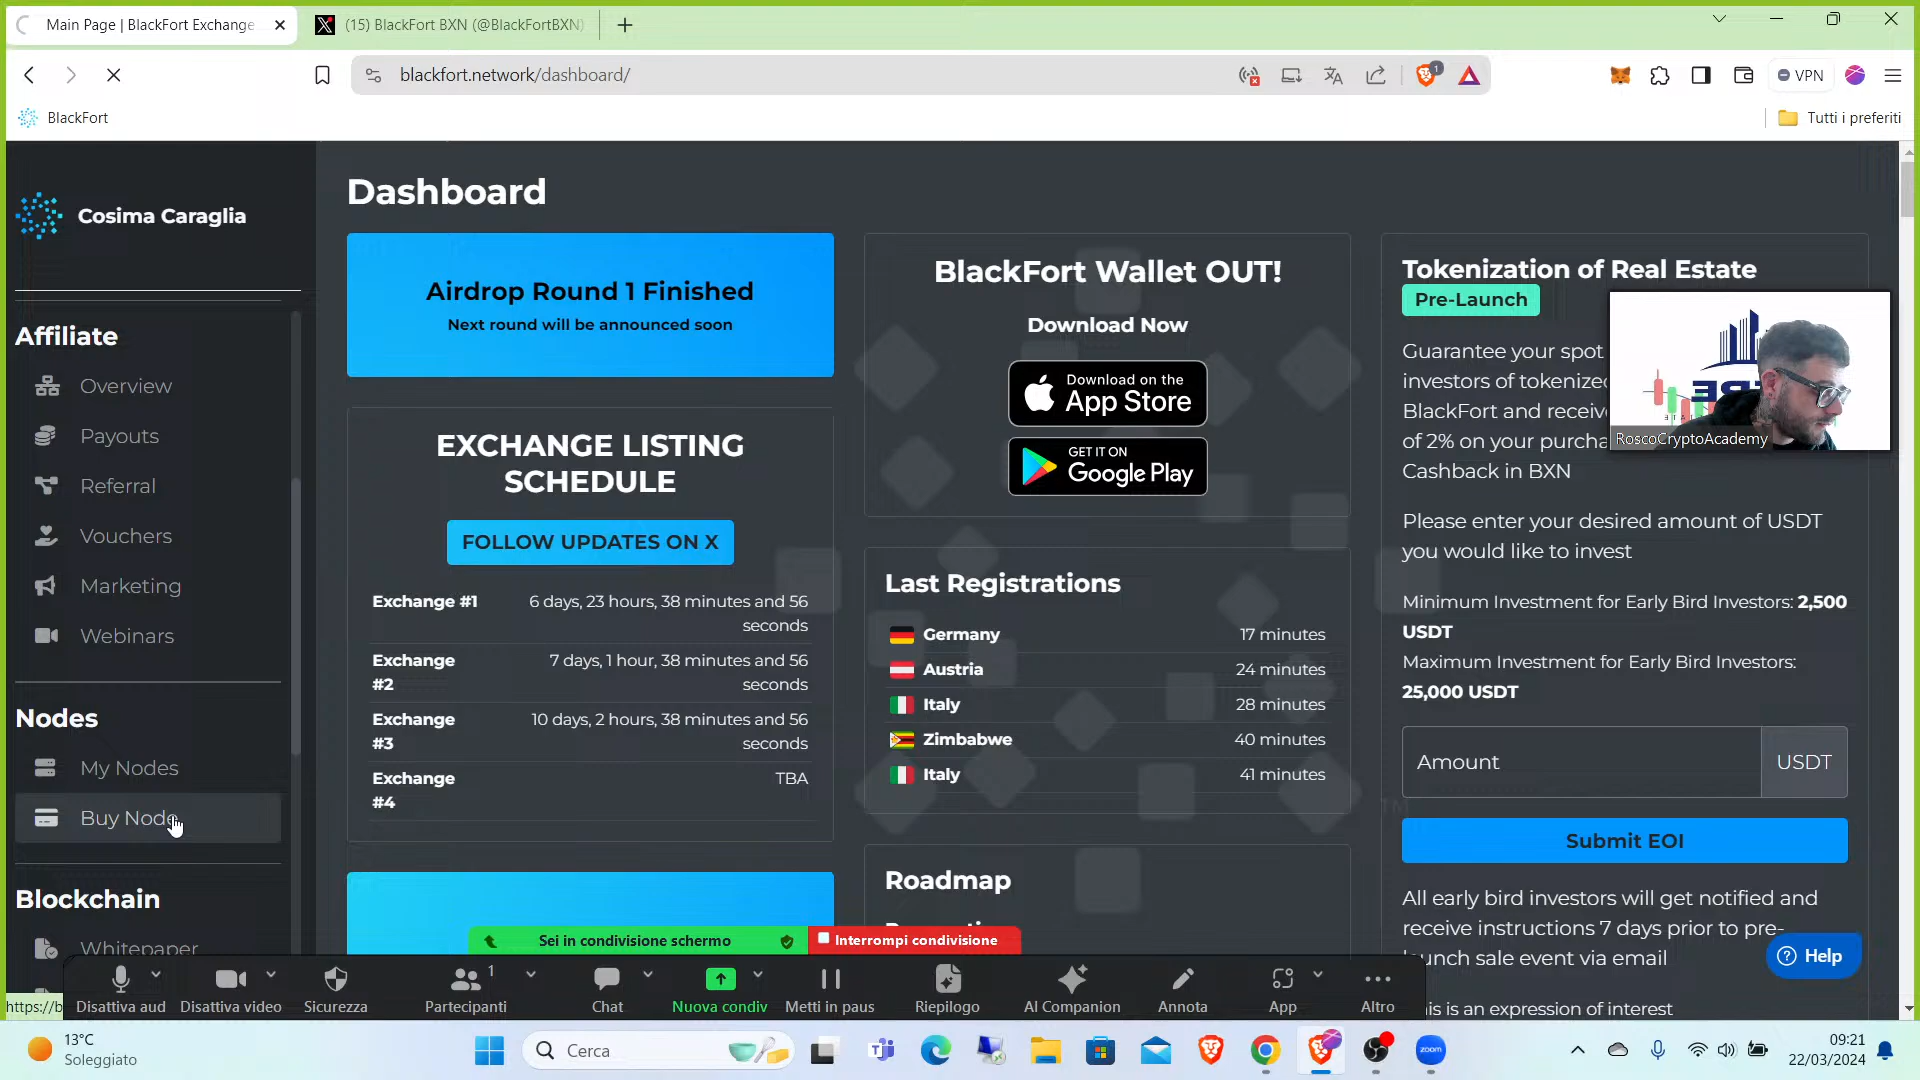 Main Page | BlackFort Exchange
(15) BlackFort BXN (@BlackFortBXN)
blackfort.network/dashboard/
1
VPN
BlackFort
Tutti i preferiti
Cosima Caraglia
Affiliate
Overview
Payouts
Referral
Vouchers
Marketing
Webinars
Nodes
My Nodes
Buy Node
Blockchain
Whitepaper
https://b
Dashboard
Airdrop Round 1 Finished
Next round will be announced soon
EXCHANGE LISTING
SCHEDULE
FOLLOW UPDATES ON X
Exchange #1 6 days, 23 hours, 38 minutes and 56
seconds
Exchange 7 days, 1 hour, 38 minutes and 56
#2 seconds
Exchange 10 days, 2 hours, 38 minutes and 56
#3 seconds
Exchange TBA
#4
BlackFort Wallet OUT!
Download Now
Download on the
App Store
GET IT ON
Google Play
Last Registrations
Germany 17 minutes
Austria 24 minutes
Italy 28 minutes
Zimbabwe 40 minutes
Italy 41 minutes
Roadmap
Tokenization of Real Estate
Pre-Launch
Guarantee your spot
investors of tokenized
BlackFort and receive
of 2% on your purcha
Cashback in BXN
RoscoCryptoAcademy
Please enter your desired amount of USDT
you would like to invest
Minimum Investment for Early Bird Investors: 2,500
USDT
Maximum Investment for Early Bird Investors:
25,000 USDT
Amount USDT
Submit EOI
All early bird investors will get notified and
receive instructions 7 days prior to pre-
launch sale event via email
This is an expression of interest
Help
Sei in condivisione schermo
Interrompi condivisione
Disattiva aud
Disattiva video
Sicurezza
1
Partecipanti
Chat
Nuova condiv
Metti in paus
Riepilogo
AI Companion
Annota
App
Altro
13°C
Soleggiato
Cerca
zoom
09:21
22/03/2024